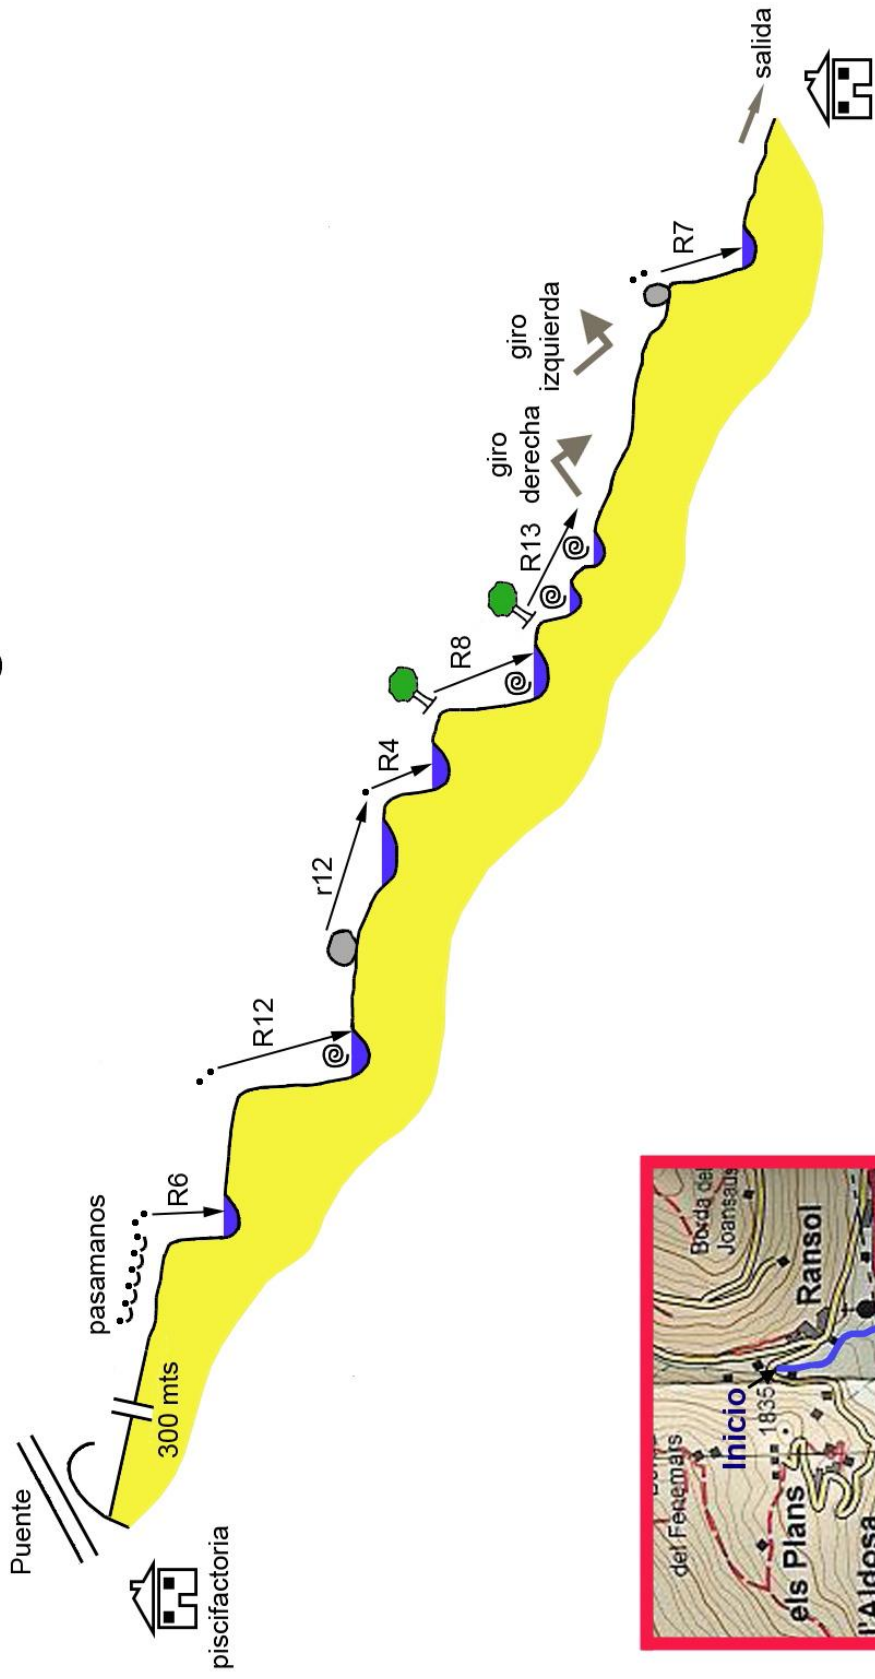 Puente
piscifactoria
300 mts
pasamanos
R6
R12
r12
R4
R8
R13
giro
derecha
giro
izquierda
R7
salida
del Fenemars
Inicio
1835
els Plans
l'Aldosa
Ransol
Borda del
Joansaus